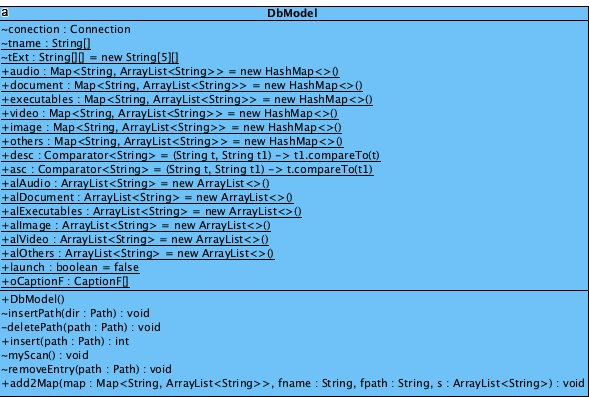 a
DbModel
~conection : Connection
~tname : String[]
~tExt : String[][] = new String[5][]
+audio : Map<String, ArrayList<String>> = new HashMap<>()
+document : Map<String, ArrayList<String>> = new HashMap<>()
+executables : Map<String, ArrayList<String>> = new HashMap<>()
+video : Map<String, ArrayList<String>> = new HashMap<>()
+image : Map<String, ArrayList<String>> = new HashMap<>()
+others : Map<String, ArrayList<String>> = new HashMap<>()
+desc : Comparator<String> = (String t, String t1) -> t1.compareTo(t)
+asc : Comparator<String> = (String t, String t1) -> t.compareTo(t1)
+alAudio : ArrayList<String> = new ArrayList<>()
+alDocument : ArrayList<String> = new ArrayList<>()
+alExecutables : ArrayList<String> = new ArrayList<>()
+alImage : ArrayList<String> = new ArrayList<>()
+alVideo : ArrayList<String> = new ArrayList<>()
+alOthers : ArrayList<String> = new ArrayList<>()
+launch : boolean = false
+oCaptionF : CaptionF[]
+DbModel()
~insertPath(dir : Path) : void
-deletePath(path : Path) : void
+insert(path : Path) : int
~myScan() : void
~removeEntry(path : Path) : void
+add2Map(map : Map<String, ArrayList<String>>, fname : String, fpath : String, s : ArrayList<String>) : void